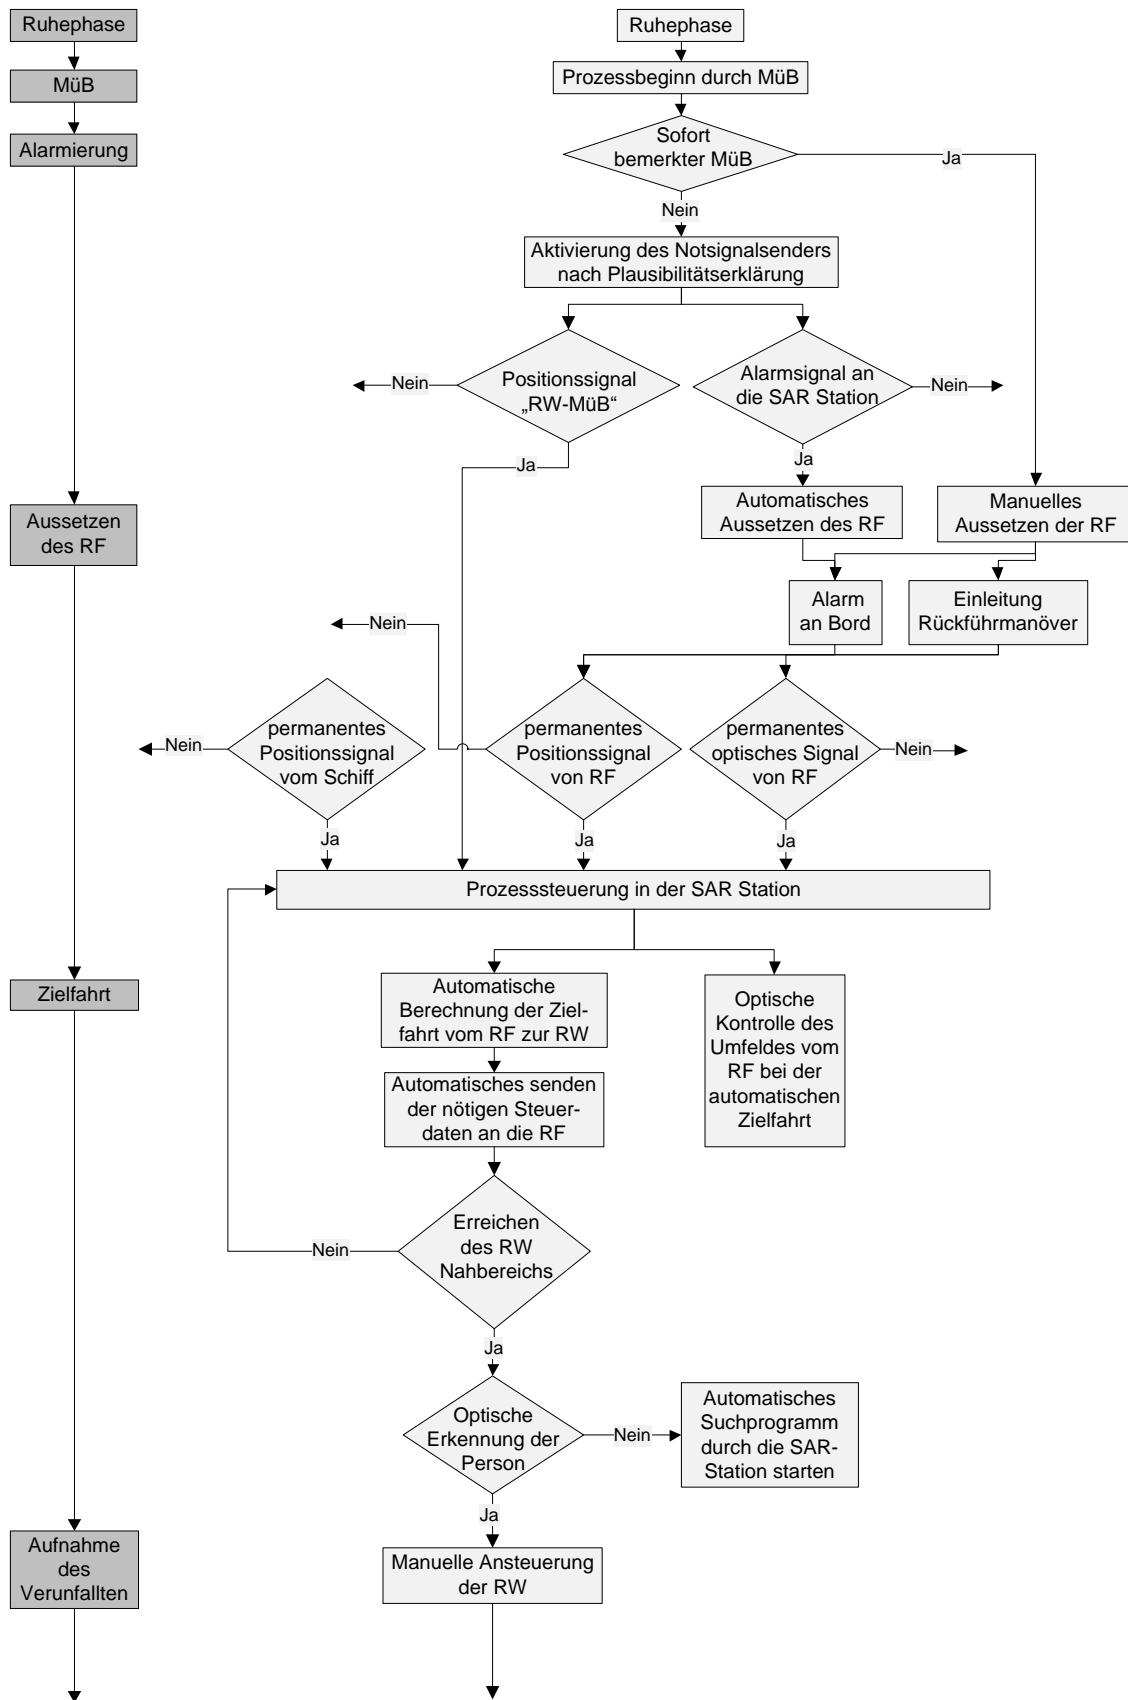 Ruhephase
MüB
Alarmierung
Aussetzen
des RF
Zielfahrt
Aufnahme
des
Verunfallten
Ruhephase
Prozessbeginn durch MüB
Sofort
bemerkter MüB
Ja
Nein
Aktivierung des Notsignalsenders
nach Plausibilitätserklärung
Nein
Positionssignal
„RW-MüB“
Alarmsignal an
die SAR Station
Nein
Ja
Ja
Automatisches
Aussetzen des RF
Manuelles
Aussetzen der RF
Alarm
an Bord
Einleitung
Rückführmanöver
Nein
Nein
permanentes
Positionssignal
vom Schiff
permanentes
Positionssignal
von RF
permanentes
optisches Signal
von RF
Nein
Ja
Ja
Ja
Prozesssteuerung in der SAR Station
Automatische
Berechnung der Ziel-
fahrt vom RF zur RW
Optische
Kontrolle des
Umfeldes vom
RF bei der
automatischen
Zielfahrt
Automatisches senden
der nötigen Steuer-
daten an die RF
Nein
Erreichen
des RW
Nahbereichs
Ja
Optische
Erkennung der
Person
Nein
Automatisches
Suchprogramm
durch die SAR-
Station starten
Ja
Manuelle Ansteuerung
der RW